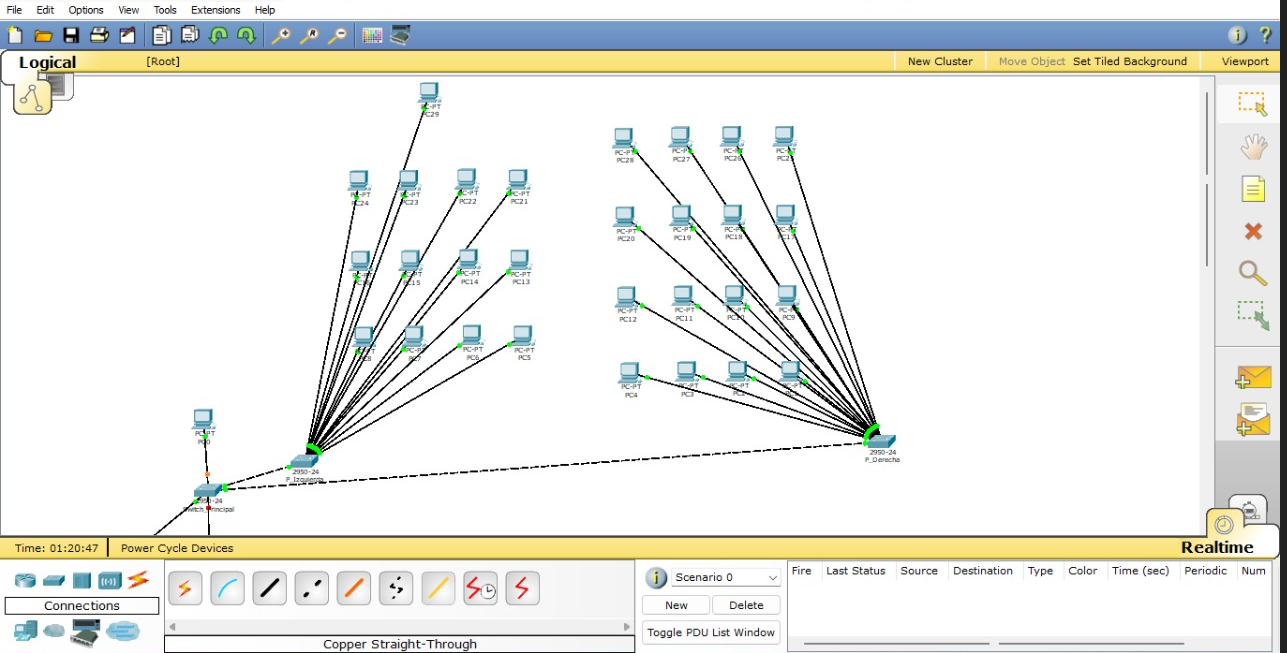 File Edit Options View Tools Extensions Help
Logical [Root] New Cluster Move Object Set Tiled Background Viewport
PC-PT
PC29
PC-PT
PC28
PC-PT
PC27
PC-PT
PC26
PC-PT
PC-PT
PC24
PC-PT
PC23
PC-PT
PC22
PC-PT
PC21
PC-PT
PC20
PC-PT
PC19
PC-PT
PC18
PC-PT
PC17
PC-PT
PC15
PC-PT
PC14
PC-PT
PC13
PC-PT
PC12
PC-PT
PC11
PC-PT
PC10
PC-PT
PC9
PC-PT
PC8
PC-PT
PC7
PC-PT
PC6
PC-PT
PC5
PC-PT
PC4
PC-PT
PC3
PC-PT
PC2
PC-PT
PC-PT
PC0
2950-24
P_Izquierda
2950-24
P_Derecha
2950-24
Switch_Principal
Time: 01:20:47 Power Cycle Devices Realtime
Connections
Copper Straight-Through
Scenario 0
New Delete
Toggle PDU List Window
Fire Last Status Source Destination Type Color Time (sec) Periodic Num